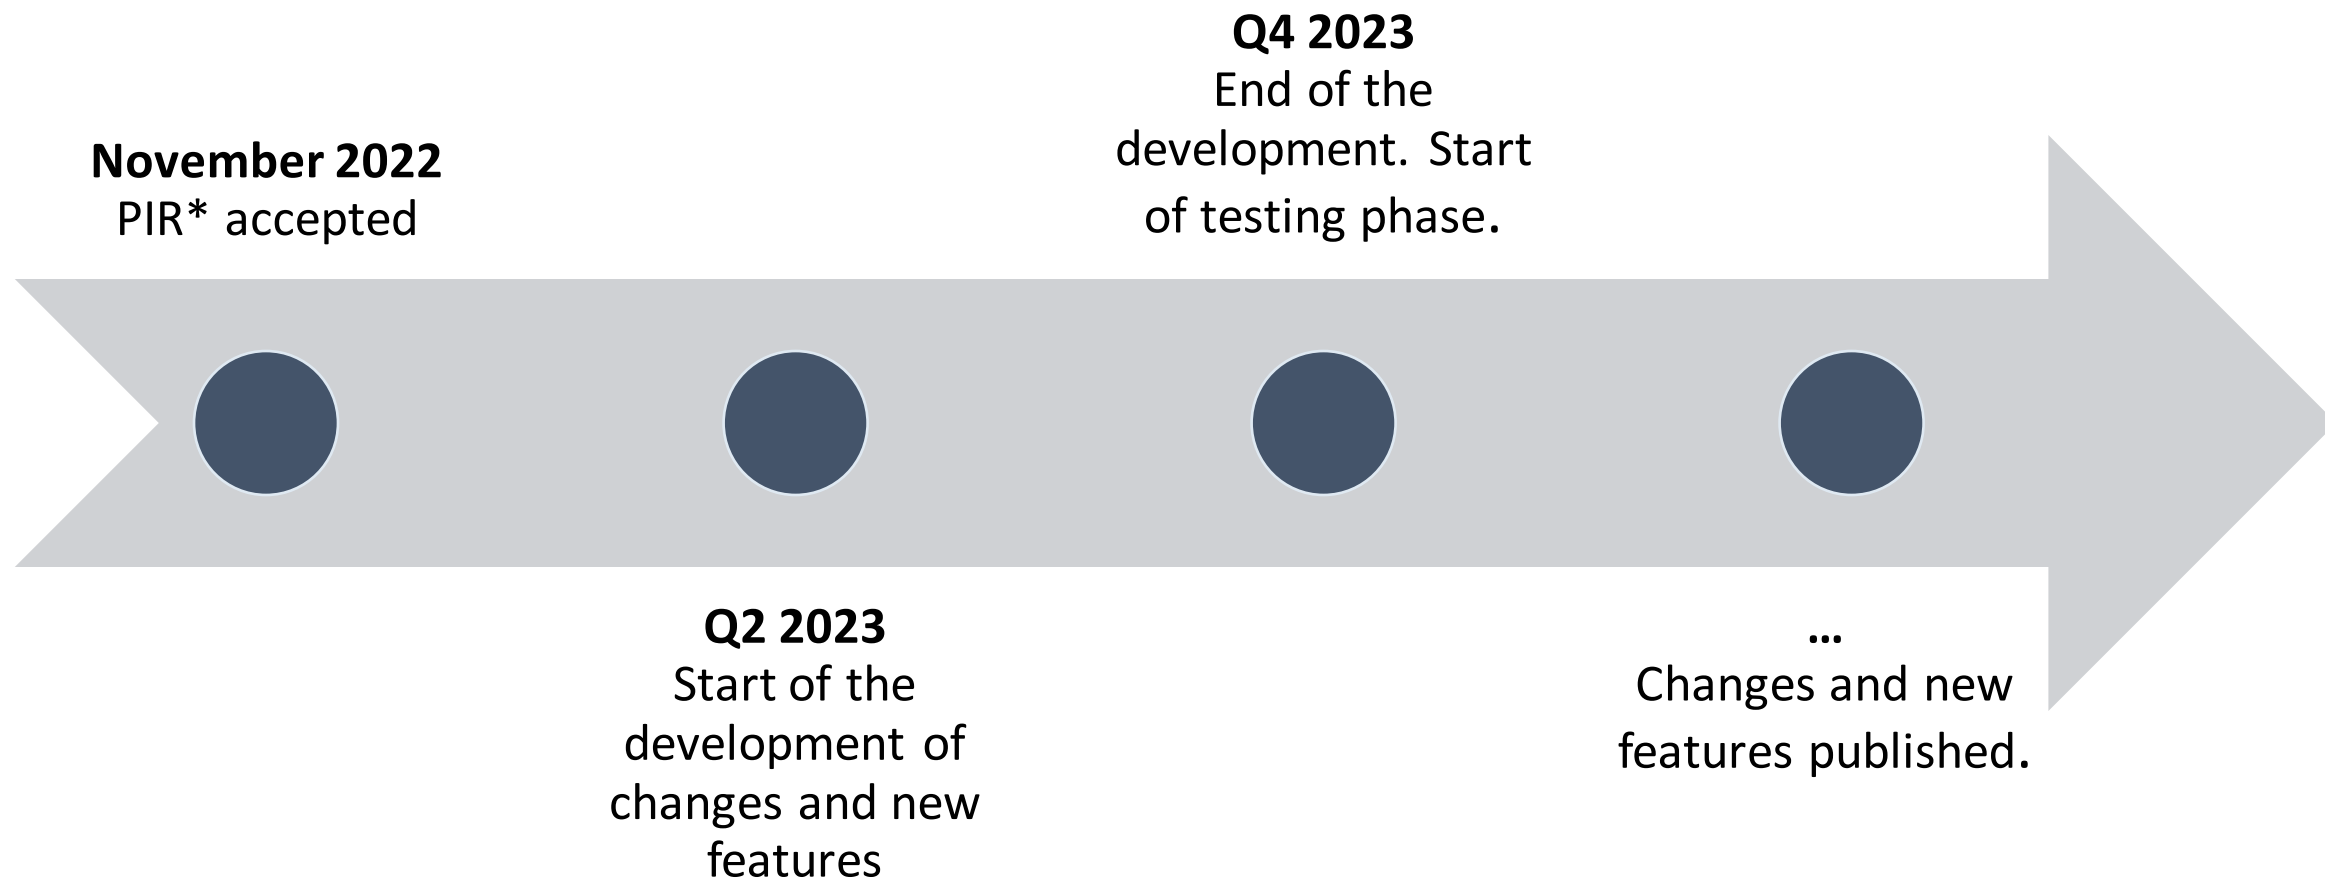 November 2022
PIR* accepted
Q2 2023
Start of the
development of
changes and new
features
Q4 2023
End of the
development. Start
of testing phase.
...
Changes and new
features published.